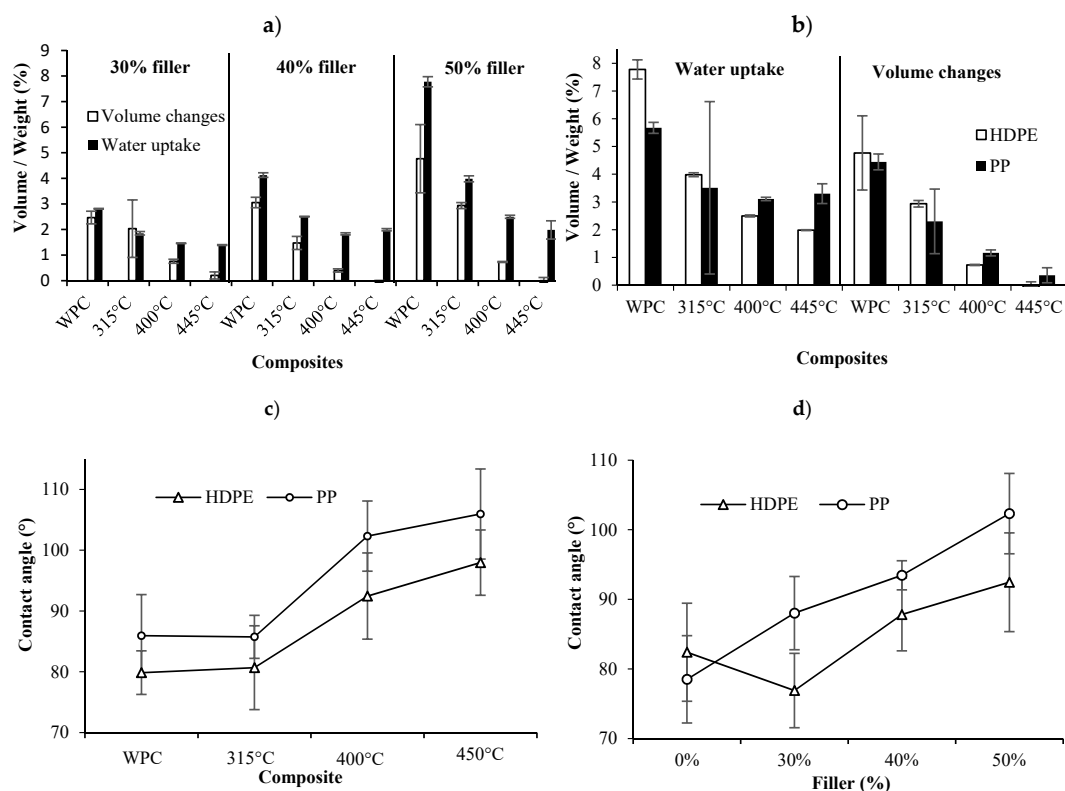 a)
9
8
7
6
5
4
3
2
1
0
Volume / Weight (%)
30% filler
40% filler
50% filler
Volume changes
Water uptake
WPC 315°C 400°C 445°C WPC 315°C 400°C 445°C WPC 315°C 400°C 445°C
Composites
b)
8
7
6
5
4
3
2
1
0
Volume / Weight (%)
Water uptake
Volume changes
HDPE
PP
WPC 315°C 400°C 445°C WPC 315°C 400°C 445°C
Composites
c)
110
100
90
80
70
Contact angle (°)
HDPE PP
WPC 315°C 400°C 450°C
Composite
d)
110
100
90
80
70
Contact angle (°)
HDPE PP
0% 30% 40% 50%
Filler (%)